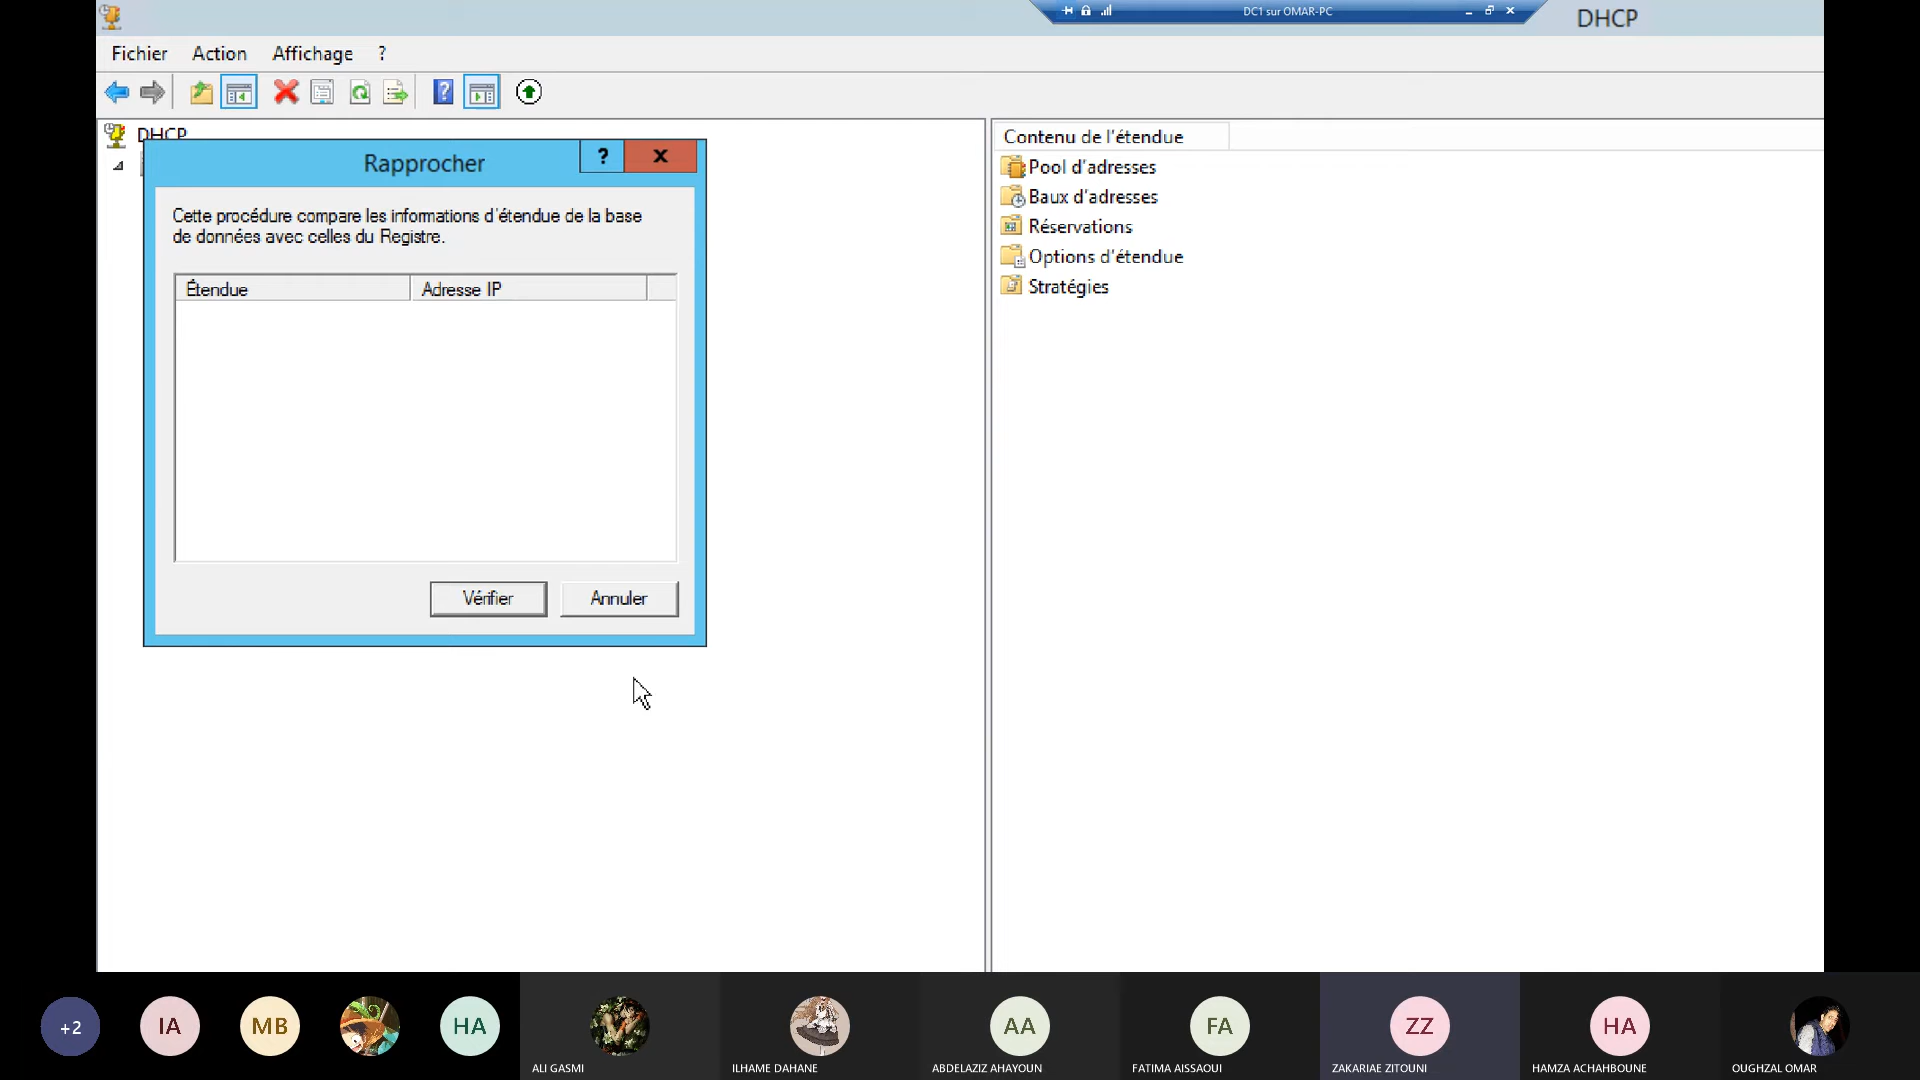 DC1 sur OMAR-PC
DHCP
Fichier
Action
Affichage
?
DHCP
Rapprocher
?
X
Cette procédure compare les informations d'étendue de la base
de données avec celles du Registre.
Étendue
Adresse IP
Vérifier
Annuler
Contenu de l'étendue
Pool d'adresses
Baux d'adresses
Réservations
Options d'étendue
Stratégies
+2
IA
MB
HA
ALI GASMI
ILHAME DAHANE
AA
ABDELAZIZ AHAYOUN
FA
FATIMA AISSAOUI
ZZ
ZAKARIAE ZITOUNI
HA
HAMZA ACHAHBOUNE
OUGHZAL OMAR